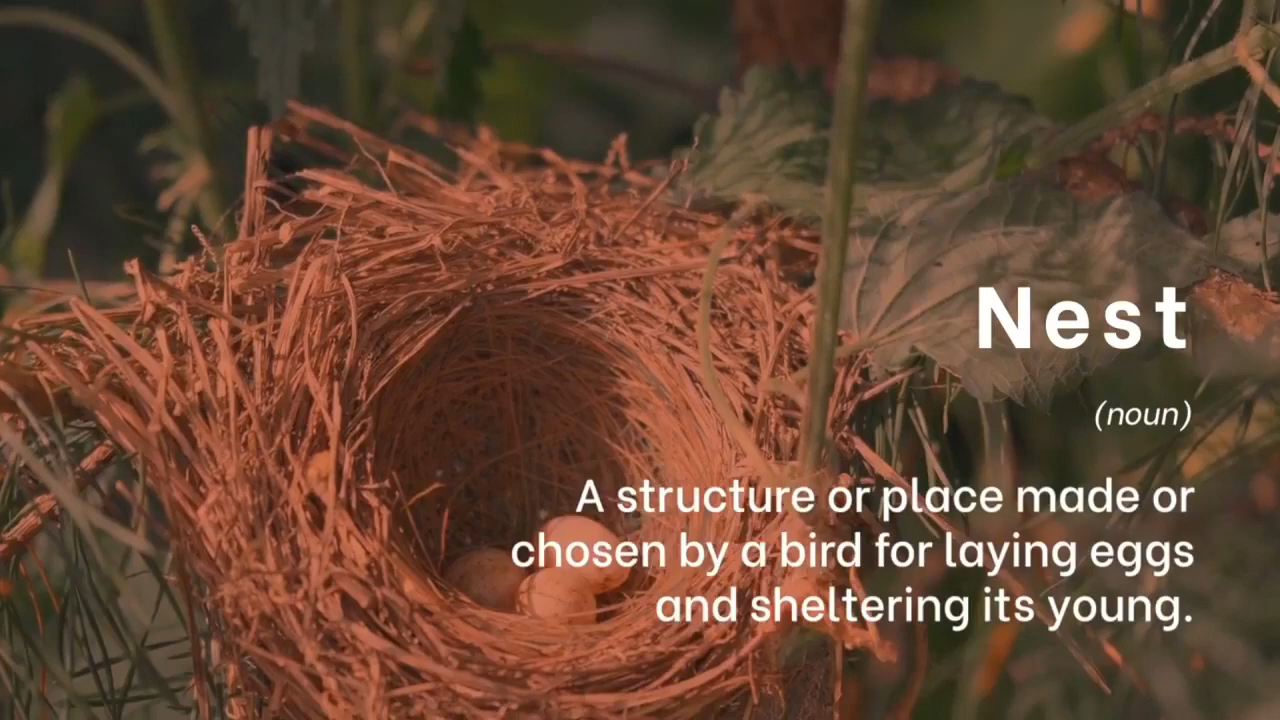 Nest
(noun)
A structure or place made or
chosen by a bird for laying eggs
and sheltering its young.